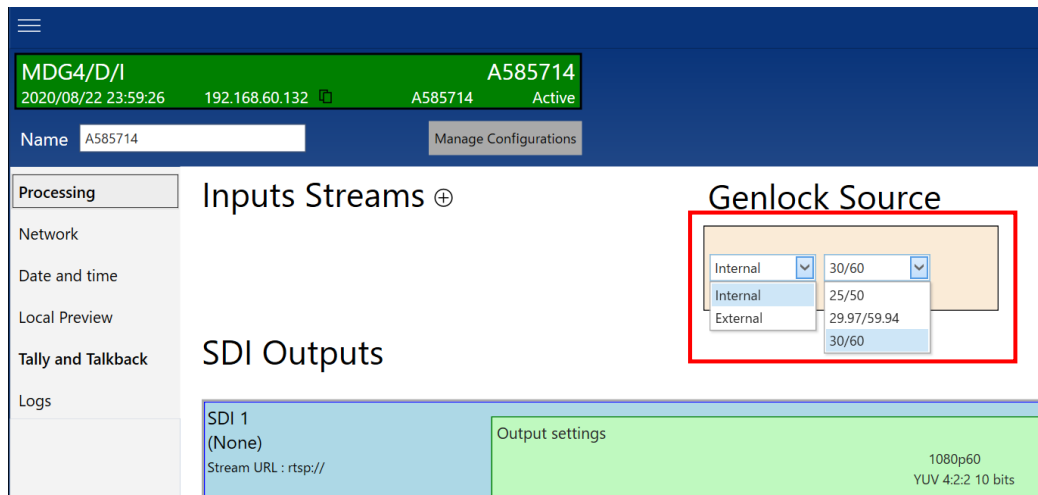 MDG4/D/I A585714
2020/08/22 23:59:26 192.168.60.132 A585714 Active
Name A585714 Manage Configurations
Processing
Network
Date and time
Local Preview
Tally and Talkback
Logs
Inputs Streams
Genlock Source
Internal 30/60
Internal 25/50
External 29.97/59.94
30/60
SDI Outputs
SDI 1
(None)
Stream URL : rtsp://
Output settings
1080p60
YUV 4:2:2 10 bits